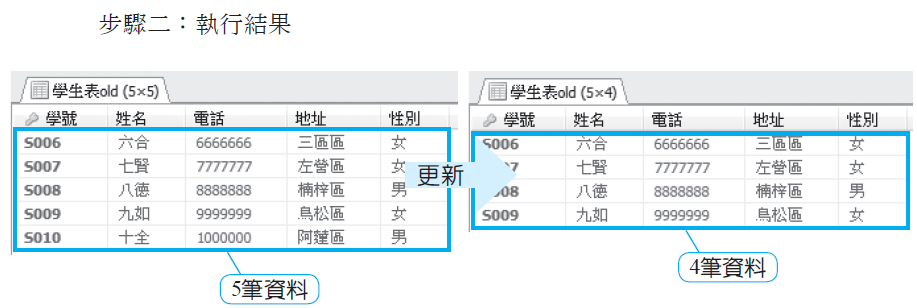 步驟二：執行結果
學生表old (5×5)
學號 姓名 電話 地址 性別
S006 六合 6666666 三區區 女
S007 七賢 7777777 左營區 女
S008 八德 8888888 楠梓區 男
S009 九如 9999999 鳥松區 女
S010 十全 1000000 阿蓮區 男
5筆資料
更新
學生表old (5×4)
學號 姓名 電話 地址 性別
S006 六合 6666666 三區區 女
07 七賢 7777777 左營區 女
08 八德 8888888 楠梓區 男
S009 九如 9999999 鳥松區 女
4筆資料